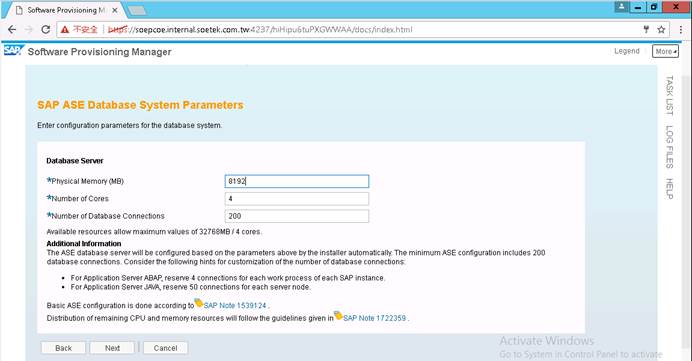 Software Provisioning M
不安全
https://soepcoe.internal.soetek.com.tw:4237/hiHipu6tuPXGWWAA/docs/index.html
SAP
Software Provisioning Manager
Legend
More
TASK LIST
LOG FILES
HELP
SAP ASE Database System Parameters
Enter configuration parameters for the database system.
Database Server
*Physical Memory (MB)
8192
*Number of Cores
4
*Number of Database Connections
200
Available resources allow maximum values of 32768MB / 4 cores.
Additional Information
The ASE database server will be configured based on the parameters above by the installer automatically. The minimum ASE configuration includes 200
database connections. Consider the following hints for customization of the number of database connections:
• For Application Server ABAP, reserve 4 connections for each work process of each SAP instance.
• For Application Server JAVA, reserve 50 connections for each server node.
Basic ASE configuration is done according to SAP Note 1539124 .
Distribution of remaining CPU and memory resources will follow the guidelines given in SAP Note 1722359 .
Back
Next
Cancel
Activate Windows
Go to System in Control Panel to activate